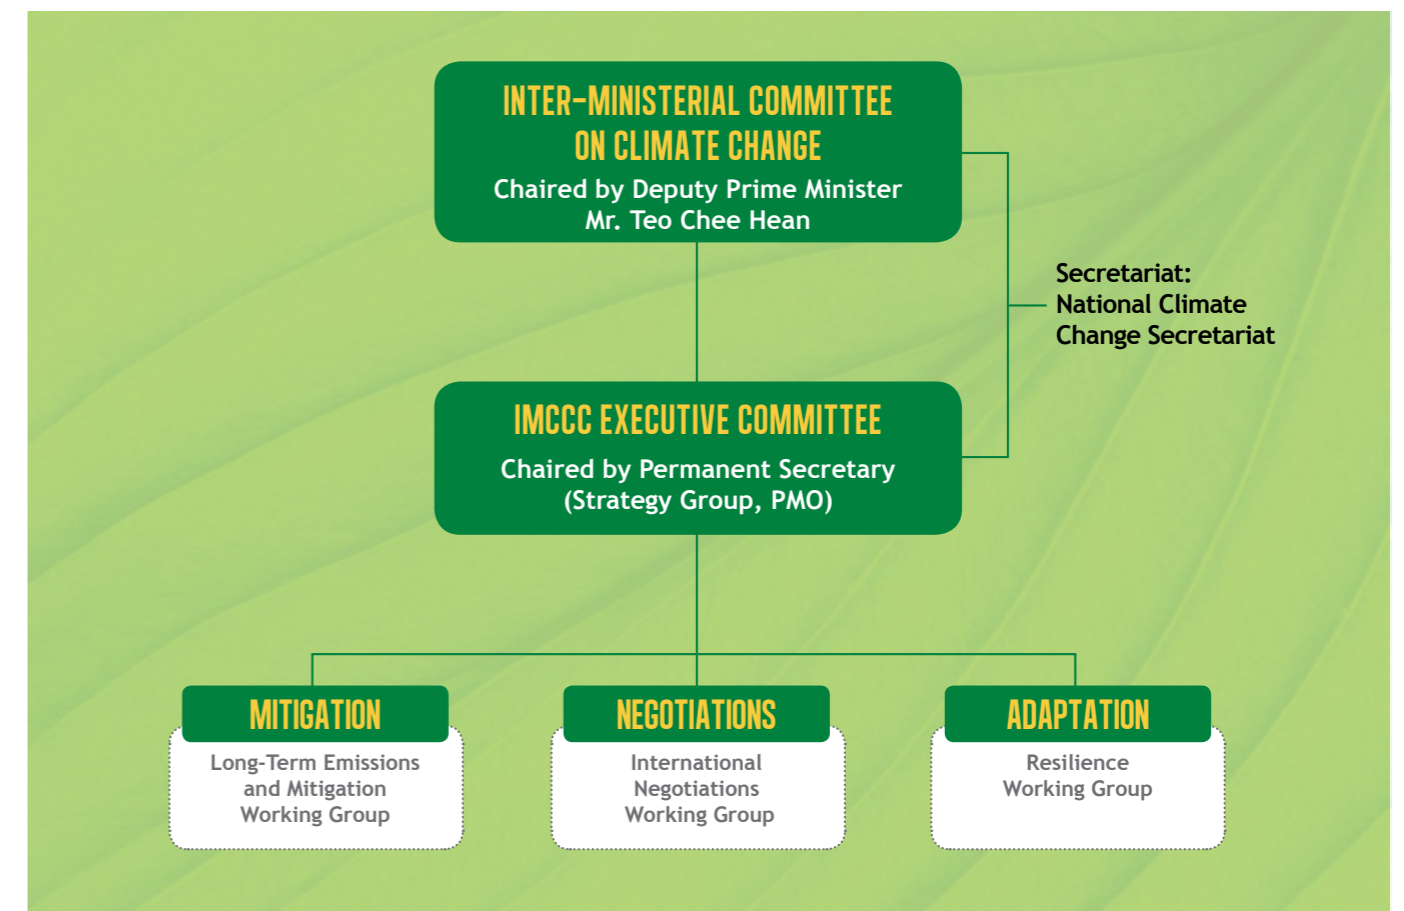 INTER-MINISTERIAL COMMITTEE
ON CLIMATE CHANGE
Chaired by Deputy Prime Minister
Mr. Teo Chee Hean
Secretariat:
National Climate
Change Secretariat
IMCCC EXECUTIVE COMMITTEE
Chaired by Permanent Secretary
(Strategy Group, PMO)
MITIGATION
Long-Term Emissions
and Mitigation
Working Group
NEGOTIATIONS
International
Negotiations
Working Group
ADAPTATION
Resilience
Working Group